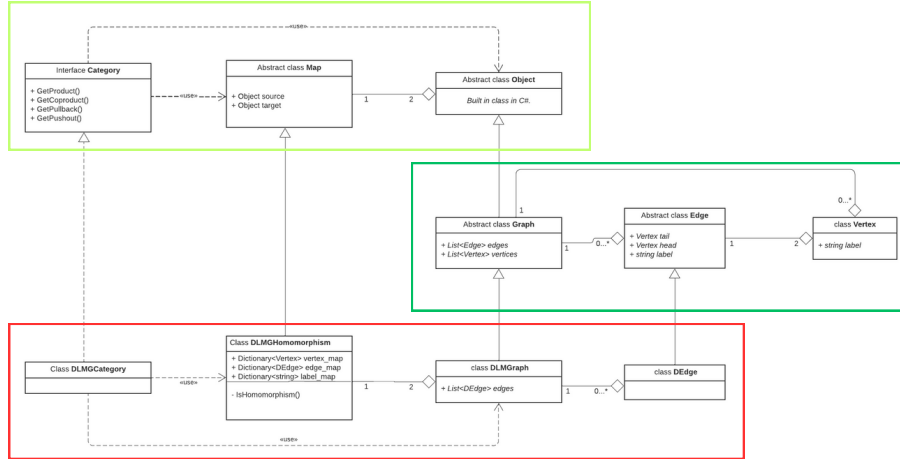 «use»
Interface Category
+ GetProduct()
+ GetCoproduct()
+ GetPullback()
+ GetPushout()
«use»
Abstract class Map
+ Object source
+ Object target
1
2
Abstract class Object
Built in class in C#.
Abstract class Graph
+ List<Edge> edges
+ List<Vertex> vertices
1
0...*
1
0...*
Abstract class Edge
+ Vertex tail
+ Vertex head
+ string label
1
2
class Vertex
+ string label
Class DLMGCategory
«use»
Class DLMGHomomorphism
+ Dictionary<Vertex> vertex_map
+ Dictionary<DEdge> edge_map
+ Dictionary<string> label_map
- IsHomomorphism()
1
2
class DLMGraph
+ List<DEdge> edges
1
0...*
class DEdge
«use»